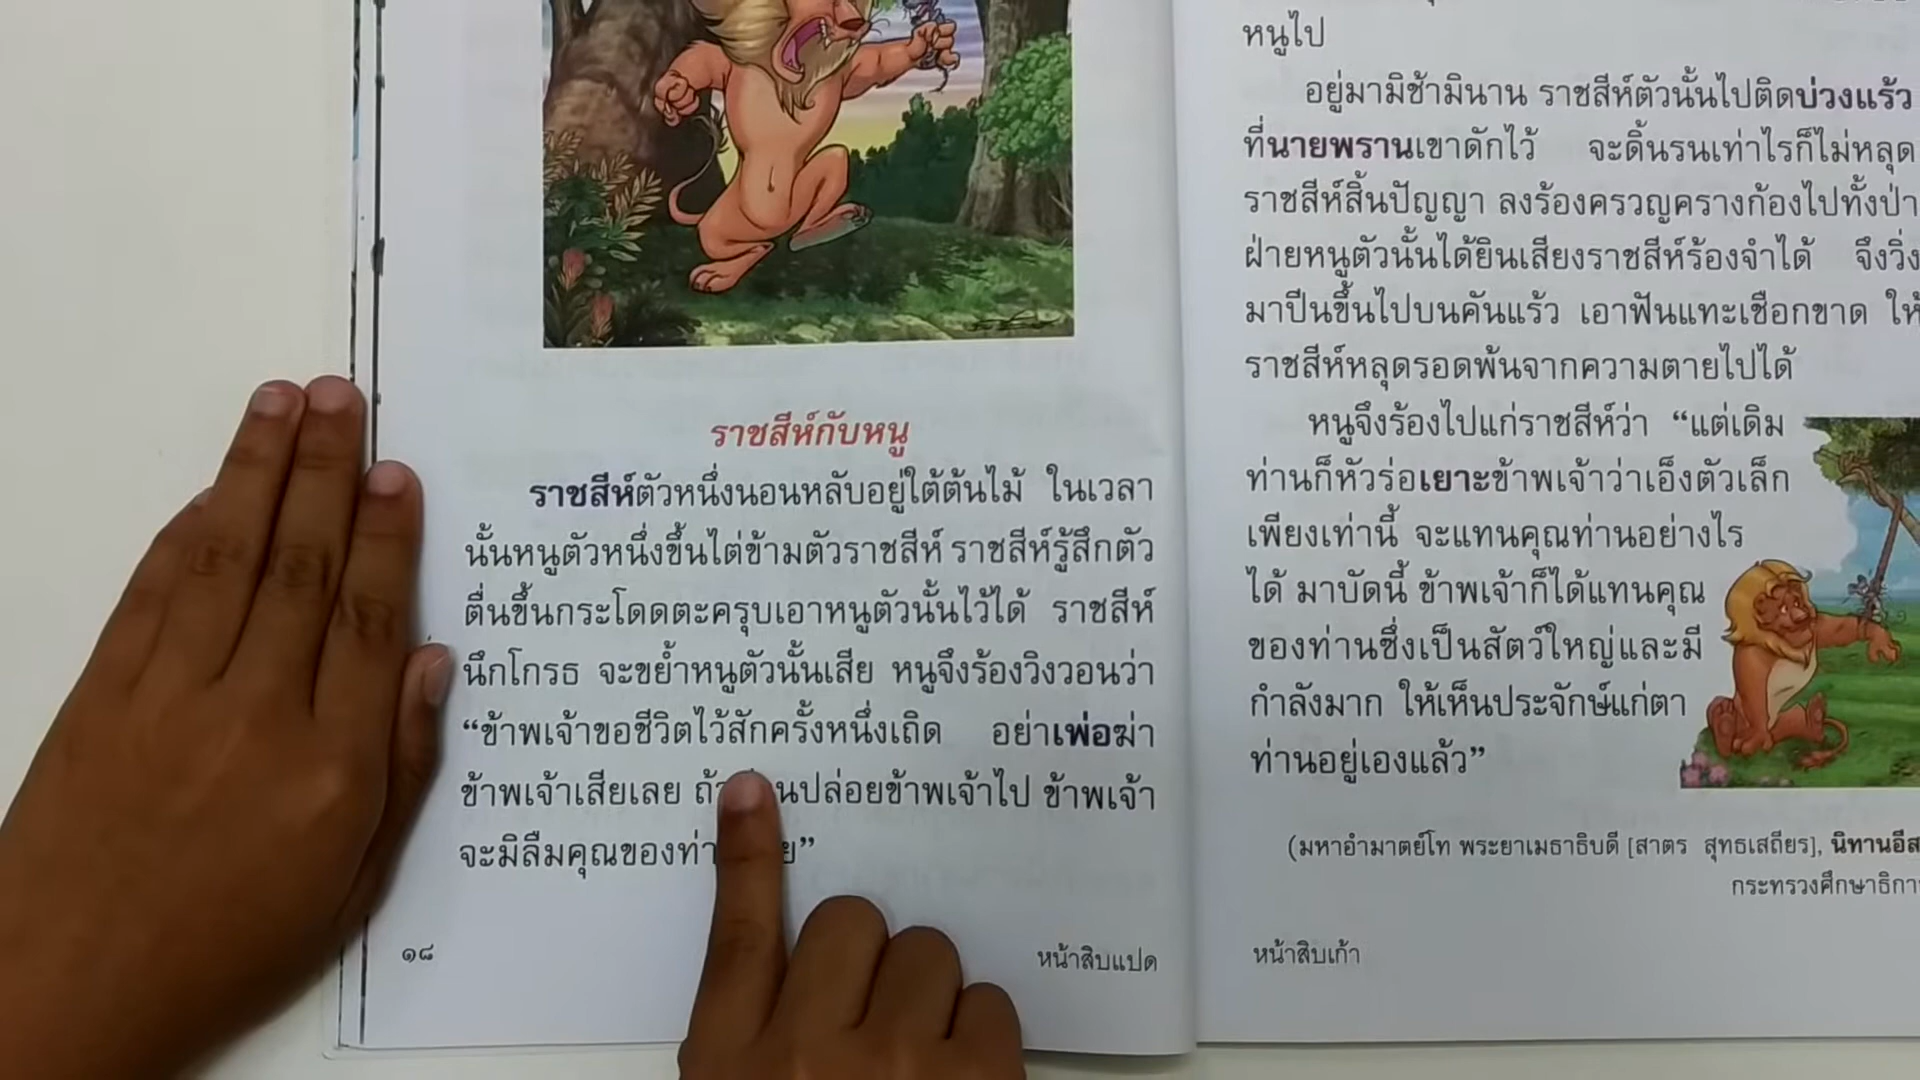 ราชสีห์กับหนู
ราชสีห์ตัวหนึ่งนอนหลับอยู่ใต้ต้นไม้ ในเวลา
นั้นหนูตัวหนึ่งขึ้นไต่ข้ามตัวราชสีห์ ราชสีห์รู้สึกตัว
ตื่นขึ้นกระโดดตะครุบเอาหนูตัวนั้นไว้ได้ ราชสีห์
นึกโกรธ จะขย้ำหนูตัวนั้นเสีย หนูจึงร้องวิงวอนว่า
“ข้าพเจ้าขอชีวิตไว้สักครั้งหนึ่งเถิด อย่าเพ่อฆ่า
ข้าพเจ้าเสียเลย ปล่อยข้าพเจ้าไป ข้าพเจ้า
จะมิลืมคุณของ
๑๘
หน้าสิบแปด
หนูไป
อยู่มามิช้ามินาน ราชสีห์ตัวนั้นไปติดบ่วงแร้ว
ที่นายพรานเขาดักไว้ จะดิ้นรนเท่าไรก็ไม่หลุด
ราชสีห์สิ้นปัญญา ลงร้องครวญครางก้องไปทั้งป่า
ฝ่ายหนูตัวนั้นได้ยินเสียงราชสีห์ร้องจำได้ จึงวิ่ง
มาปีนขึ้นไปบนคันแร้ว เอาฟันแทะเชือกขาด ให้
ราชสีห์หลุดรอดพ้นจากความตายไปได้
หนูจึงร้องไปแก่ราชสีห์ว่า “แต่เดิม
ท่านก็หัวร่อเยาะข้าพเจ้าว่าเอ็งตัวเล็ก
เพียงเท่านี้ จะแทนคุณท่านอย่างไร
ได้ มาบัดนี้ ข้าพเจ้าก็ได้แทนคุณ
ของท่านซึ่งเป็นสัตว์ใหญ่และมี
กำลังมาก ให้เห็นประจักษ์แก่ตา
ท่านอยู่เองแล้ว”
(มหาอำมาตย์โท พระยาเมธาธิบดี [สาตร สุทธเสถียร], นิทานอีส
กระทรวงศึกษาธิกา
หน้าสิบเก้า